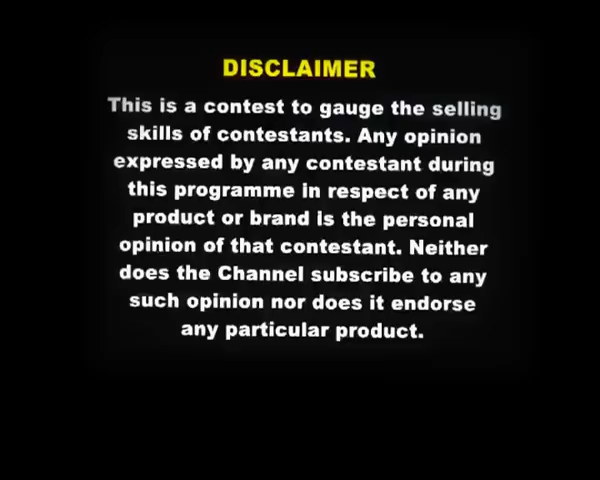 DISCLAIMER
This is a contest to gauge the selling
skills of contestants. Any opinion
expressed by any contestant during
this programme in respect of any
product or brand is the personal
opinion of that contestant. Neither
does the Channel subscribe to any
such opinion nor does it endorse
any particular product.